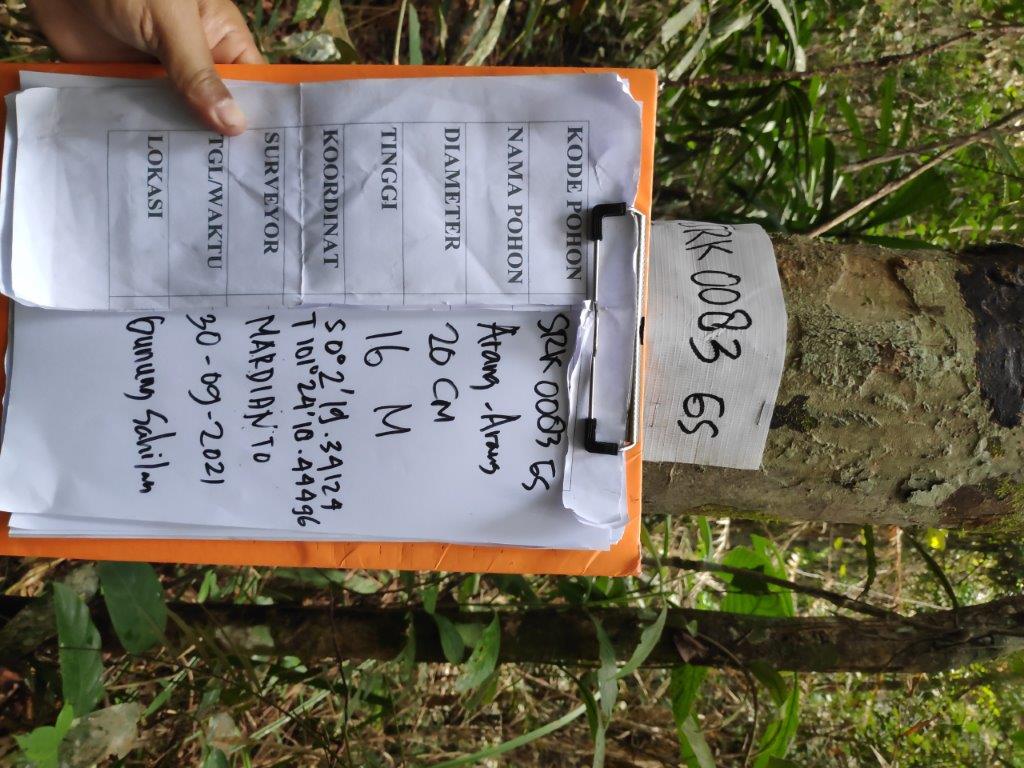 SRK 0083 GS
KODE POHON SRK 0083 GS
NAMA POHON Arang-Arang
DIAMETER 20 CM
TINGGI 16 M
KOORDINAT S 0°2'19.34124
T 101°24'10.44496
SURVEYOR MARDIANTO
TGL/WAKTU 30-09-2021
LOKASI Gunung Sahilan